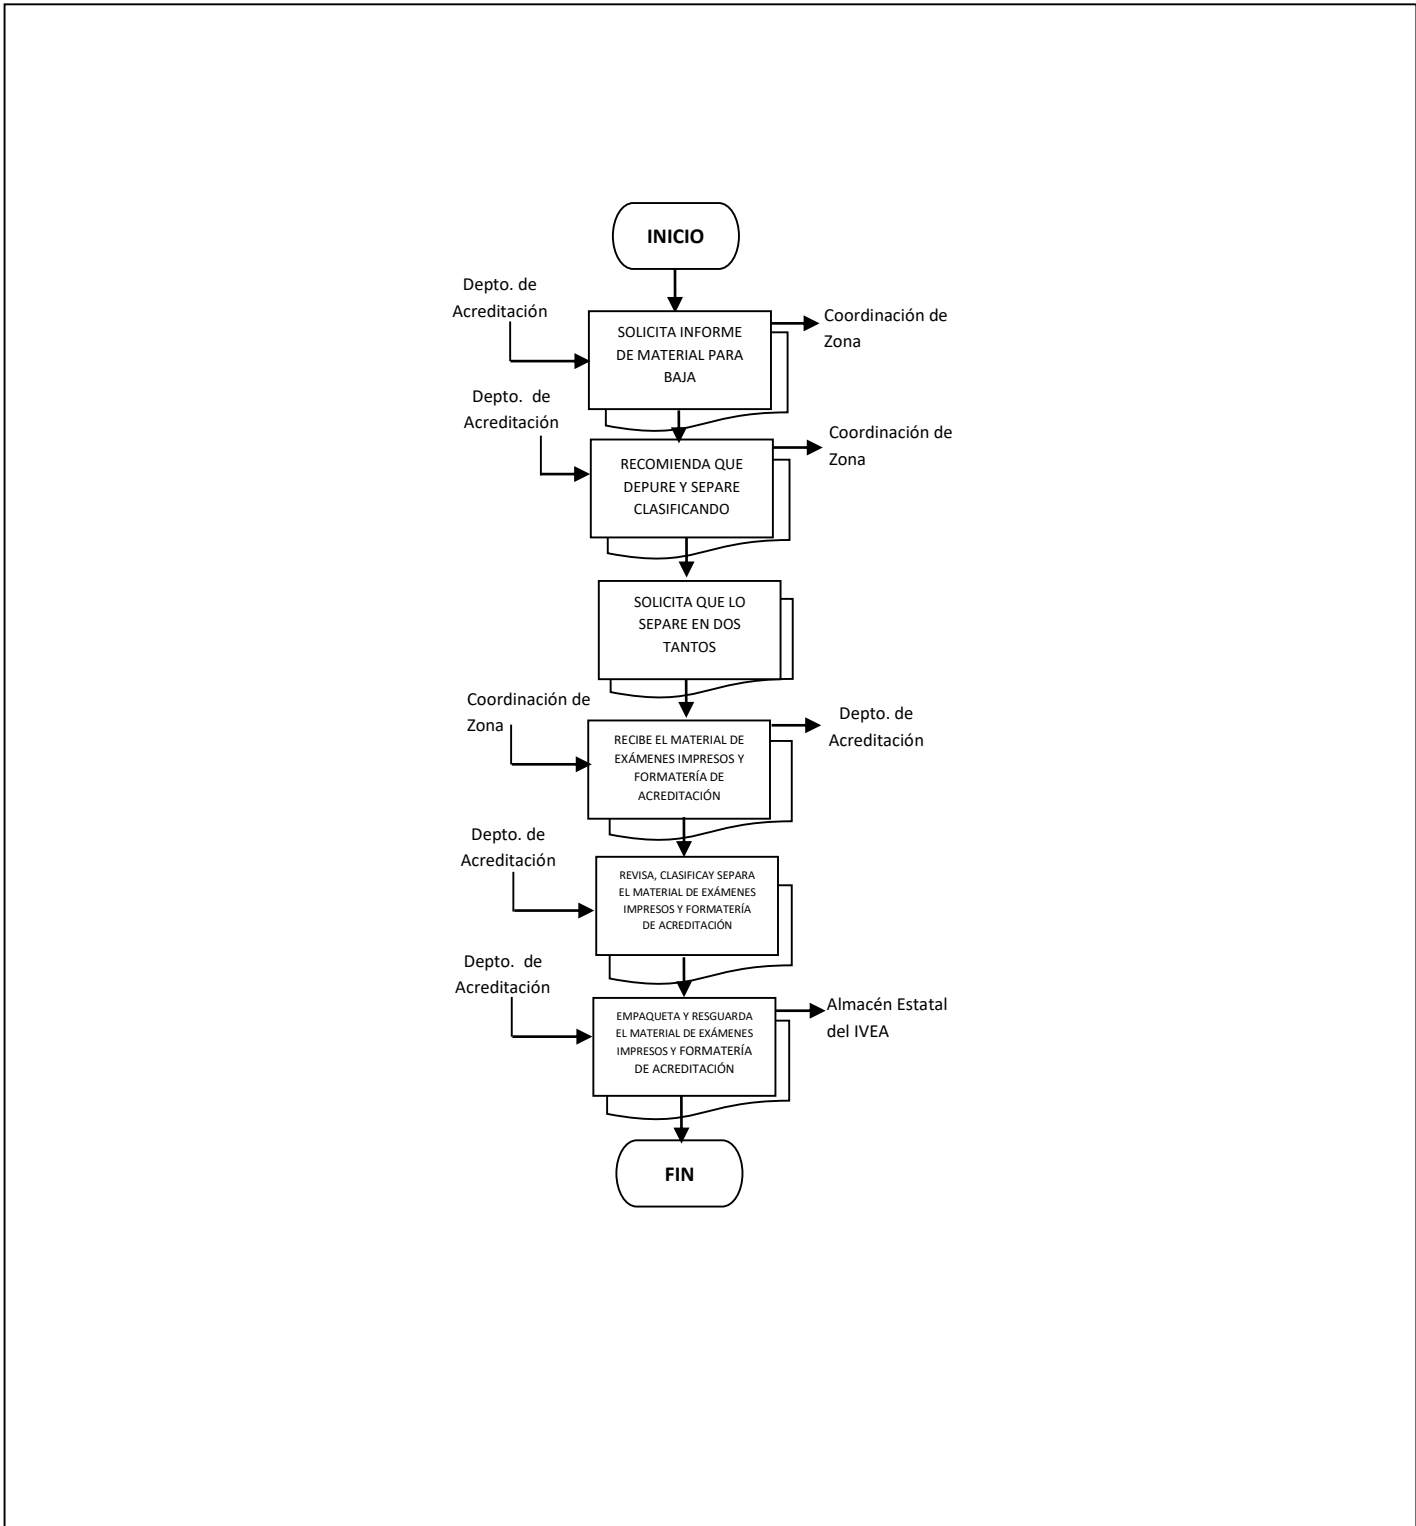 INICIO
Depto. de
Acreditación
SOLICITA INFORME
DE MATERIAL PARA
BAJA
Coordinación de
Zona
Depto.  de
Acreditación
RECOMIENDA QUE
DEPURE Y SEPARE
CLASIFICANDO
Coordinación de
Zona
SOLICITA QUE LO
SEPARE EN DOS
TANTOS
Coordinación de
Zona
RECIBE EL MATERIAL DE
EXÁMENES IMPRESOS Y
FORMATERÍA DE
ACREDITACIÓN
Depto. de
Acreditación
Depto. de
Acreditación
REVISA, CLASIFICAY SEPARA
EL MATERIAL DE EXÁMENES
IMPRESOS Y FORMATERÍA
DE ACREDITACIÓN
Depto.  de
Acreditación
EMPAQUETA Y RESGUARDA
EL MATERIAL DE EXÁMENES
IMPRESOS Y FORMATERÍA
DE ACREDITACIÓN
Almacén Estatal
del IVEA
FIN